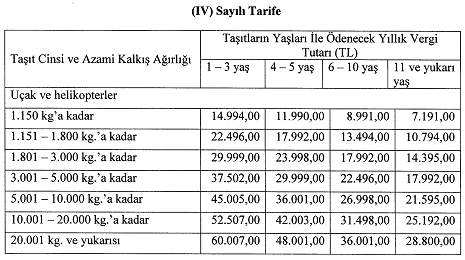 (IV) Sayılı Tarife
Taşıt Cinsi ve Azami Kalkış Ağırlığı
Taşıtların Yaşları İle Ödenecek Yıllık Vergi
Tutarı (TL)
1 – 3 yaş 4 – 5 yaş 6 – 10 yaş 11 ve yukarı
yaş
Uçak ve helikopterler
1.150 kg’a kadar 14.994,00 11.990,00 8.991,00 7.191,00
1.151 – 1.800 kg.’a kadar 22.496,00 17.992,00 13.494,00 10.794,00
1.801 – 3.000 kg.’a kadar 29.999,00 23.998,00 17.992,00 14.395,00
3.001 – 5.000 kg.’a kadar 37.502,00 29.999,00 22.496,00 17.992,00
5.001 – 10.000 kg.’a kadar 45.005,00 36.001,00 26.998,00 21.595,00
10.001 – 20.000 kg.’a kadar 52.507,00 42.003,00 31.498,00 25.192,00
20.001 kg. ve yukarısı 60.007,00 48.001,00 36.001,00 28.800,00